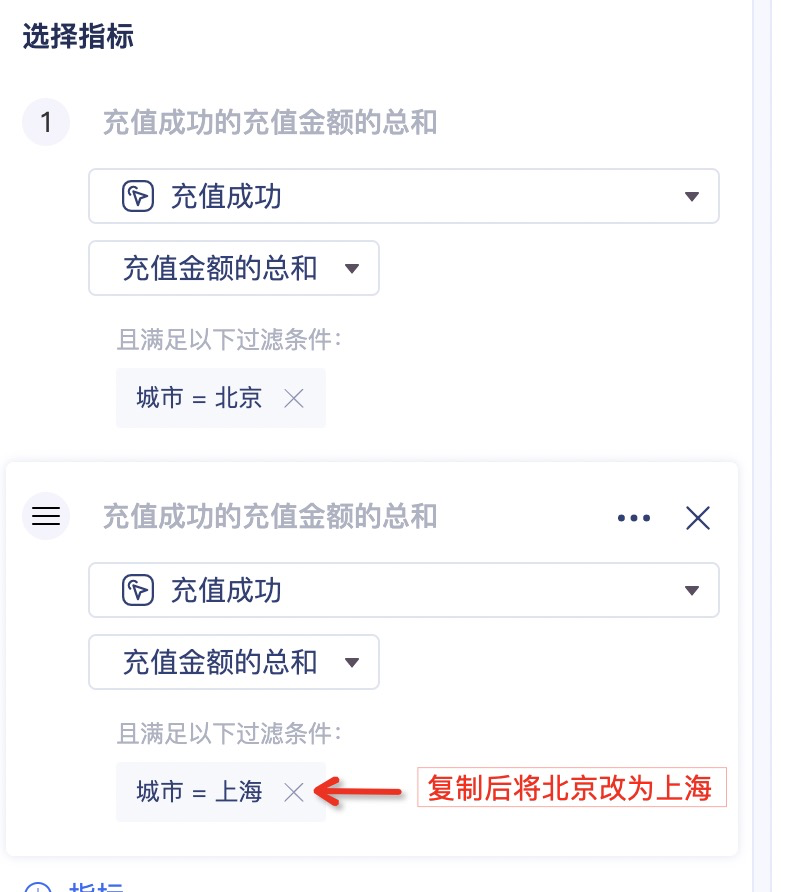 选择指标
1 充值成功的充值金额的总和
充值成功
充值金额的总和
且满足以下过滤条件：
城市 = 北京
充值成功的充值金额的总和
充值成功
充值金额的总和
且满足以下过滤条件：
城市 = 上海 复制后将北京改为上海
指标